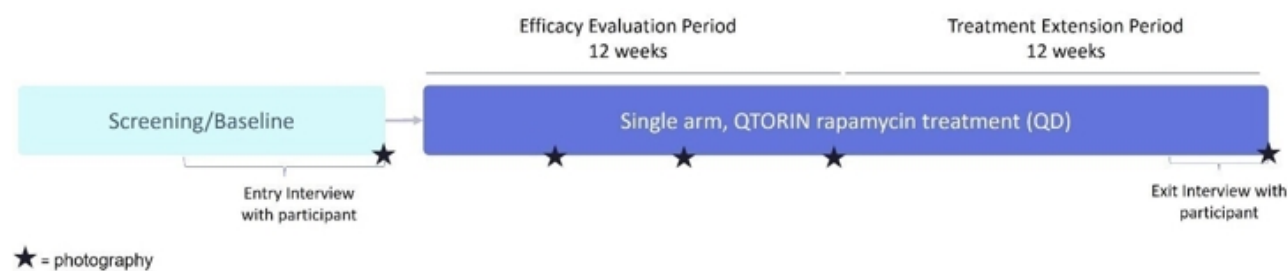 Efficacy Evaluation Period
12 weeks
Treatment Extension Period
12 weeks
Screening/Baseline
Single arm, QTORIN rapamycin treatment (QD)
Entry Interview
with participant
Exit Interview with
participant
= photography